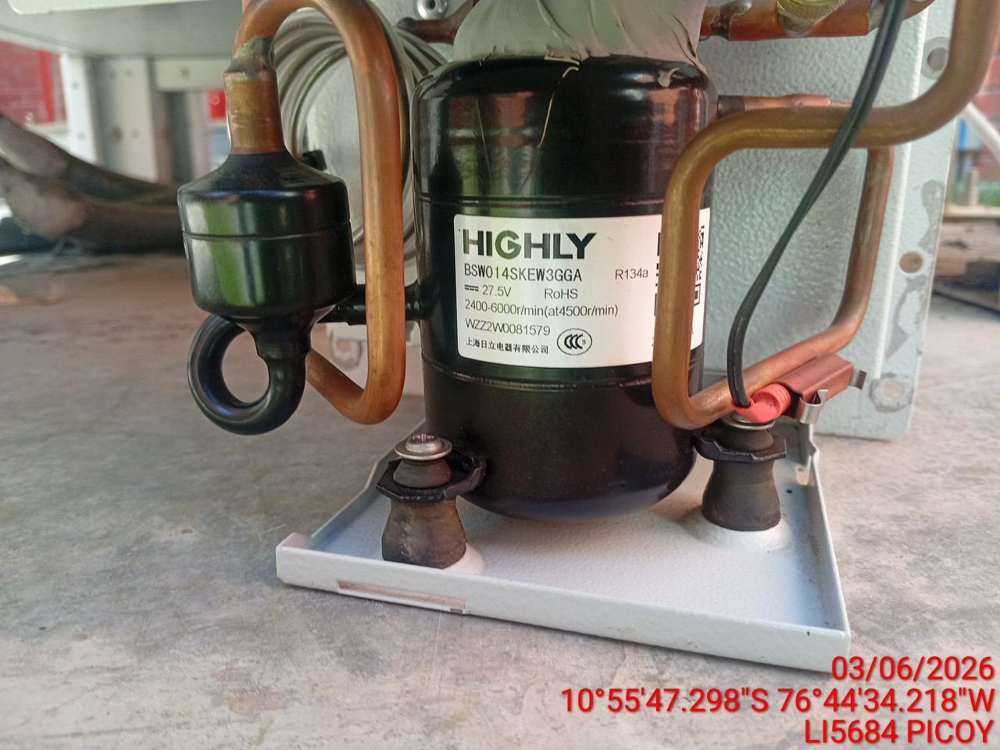 HIGHLY
BSW014SKEW3GGA R134a
27.5V RoHS
2400-6000r/min(at4500r/min)
WZZ2W0081579
CCC S
上海日立电器有限公司
03/06/2026
10°55'47.298"S 76°44'34.218"W
LI5684 PICOY